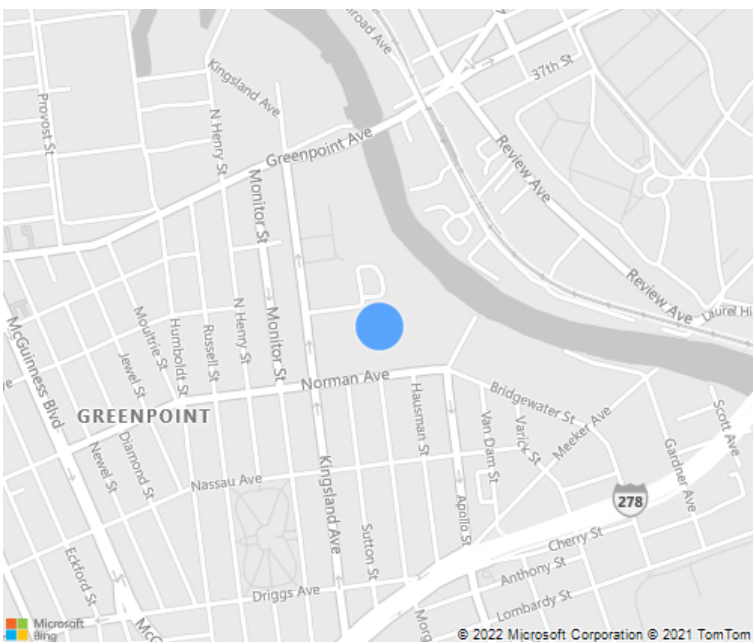 road Ave
37th St
Kingsland Ave
Provost St
N Henry St
Greenpoint Ave
Review Ave
Monitor St
Review Ave
Laurel Hi
McGuinness Blvd
Moultrie St
Humboldt St
Russell St
N Henry St
Monitor St
Jewel St
Norman Ave
GREENPOINT
Hausman St
Bridgewater St
Scott Ave
Diamond St
Newel St
Van Dam St
Varick St
Meeker Ave
Gardner Ave
Nassau Ave
Kingsland Ave
278
Sutton St
Apollo St
Cherry St
Eckford St
Driggs Ave
Anthony St
Lombardy St
McG
Morg
Microsoft
Bing
© 2022 Microsoft Corporation © 2021 TomTom